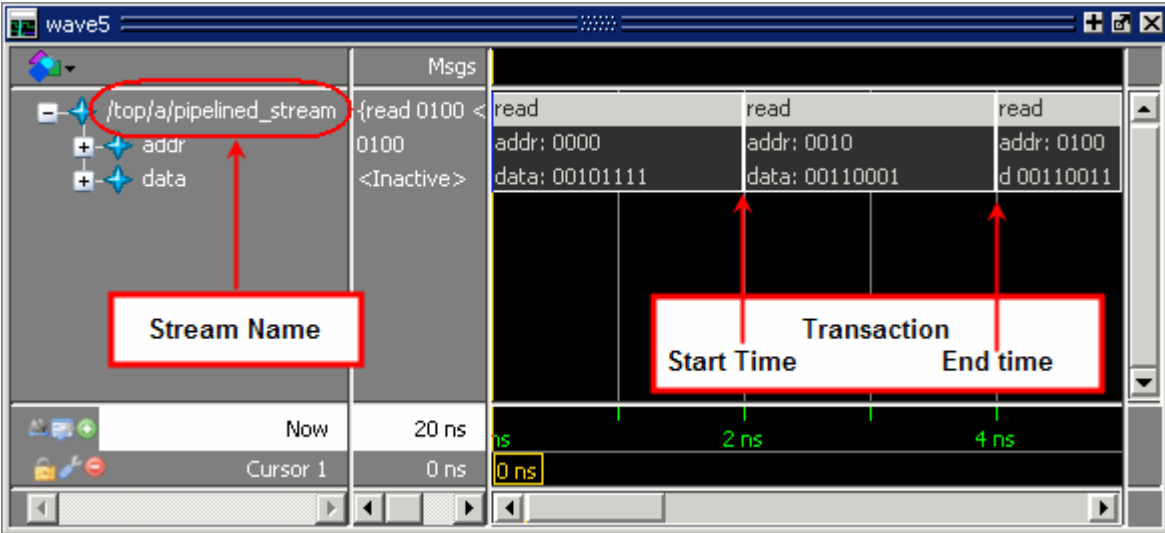 wave5
Msgs
/top/a/pipelined_stream {read 0100 < read read read
addr 0100 addr: 0000 addr: 0010 addr: 0100
data <Inactive> data: 00101111 data: 00110001 d 00110011
Stream Name
Transaction
Start Time End time
Now 20 ns ns 2 ns 4 ns
Cursor 1 0 ns 0 ns